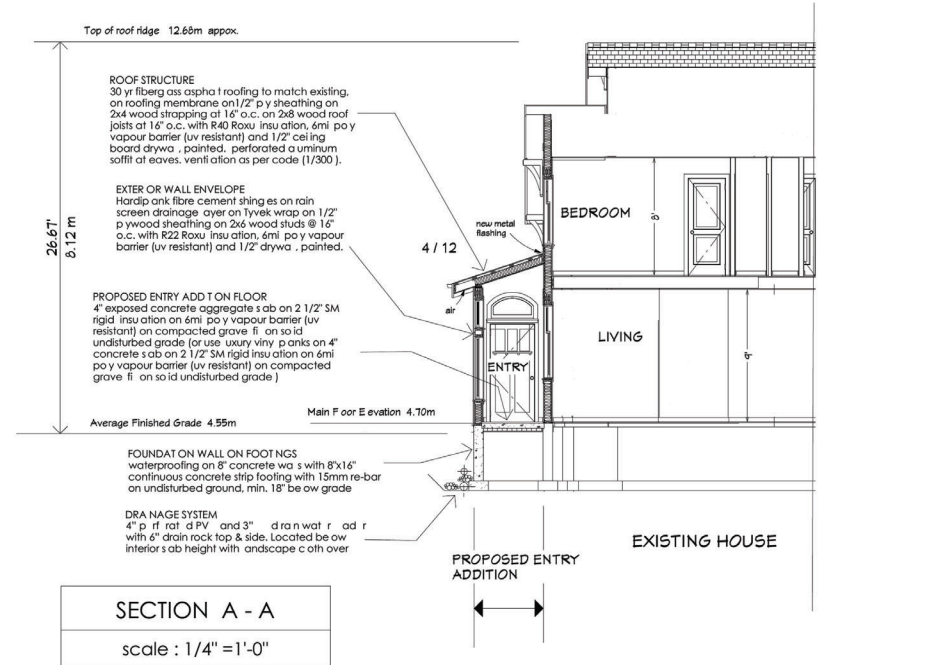 Top of roof ridge 12.68m appox.
ROOF STRUCTURE
30 yr fiberg ass aspha t roofing to match existing,
on roofing membrane on1/2" p y sheathing on
2x4 wood strapping at 16" o.c. on 2x8 wood roof
joists at 16" o.c. with R40 Roxu insu ation, 6mi po y
vapour barrier (uv resistant) and 1/2" cei ing
board drywa , painted. perforated a uminum
soffit at eaves. venti ation as per code (1/300 ).
EXTER OR WALL ENVELOPE
Hardip ank fibre cement shing es on rain
screen drainage ayer on Tyvek wrap on 1/2"
p ywood sheathing on 2x6 wood studs @ 16"
o.c. with R22 Roxu insu ation, 6mi po y vapour
barrier (uv resistant) and 1/2" drywa , painted.
26.67'
8.12 m
4 / 12
new metal
flashing
air
BEDROOM
8'
PROPOSED ENTRY ADD T ON FLOOR
4" exposed concrete aggregate s ab on 2 1/2" SM
rigid insu ation on 6mi po y vapour barrier (uv
resistant) on compacted grave fi on so id
undisturbed grade (or use uxury viny p anks on 4"
concrete s ab on 2 1/2" SM rigid insu ation on 6mi
po y vapour barrier (uv resistant) on compacted
grave fi on so id undisturbed grade )
LIVING
9'
ENTRY
Main F oor E evation 4.70m
Average Finished Grade 4.55m
FOUNDAT ON WALL ON FOOT NGS
waterproofing on 8" concrete wa s with 8"x16"
continuous concrete strip footing with 15mm re-bar
on undisturbed ground, min. 18" be ow grade
DRA NAGE SYSTEM
4" p rf rat d PV and 3" d ra n wat r ad r
with 6" drain rock top & side. Located be ow
interior s ab height with andscape c oth over
EXISTING HOUSE
PROPOSED ENTRY
ADDITION
SECTION A - A
scale : 1/4" =1'-0"